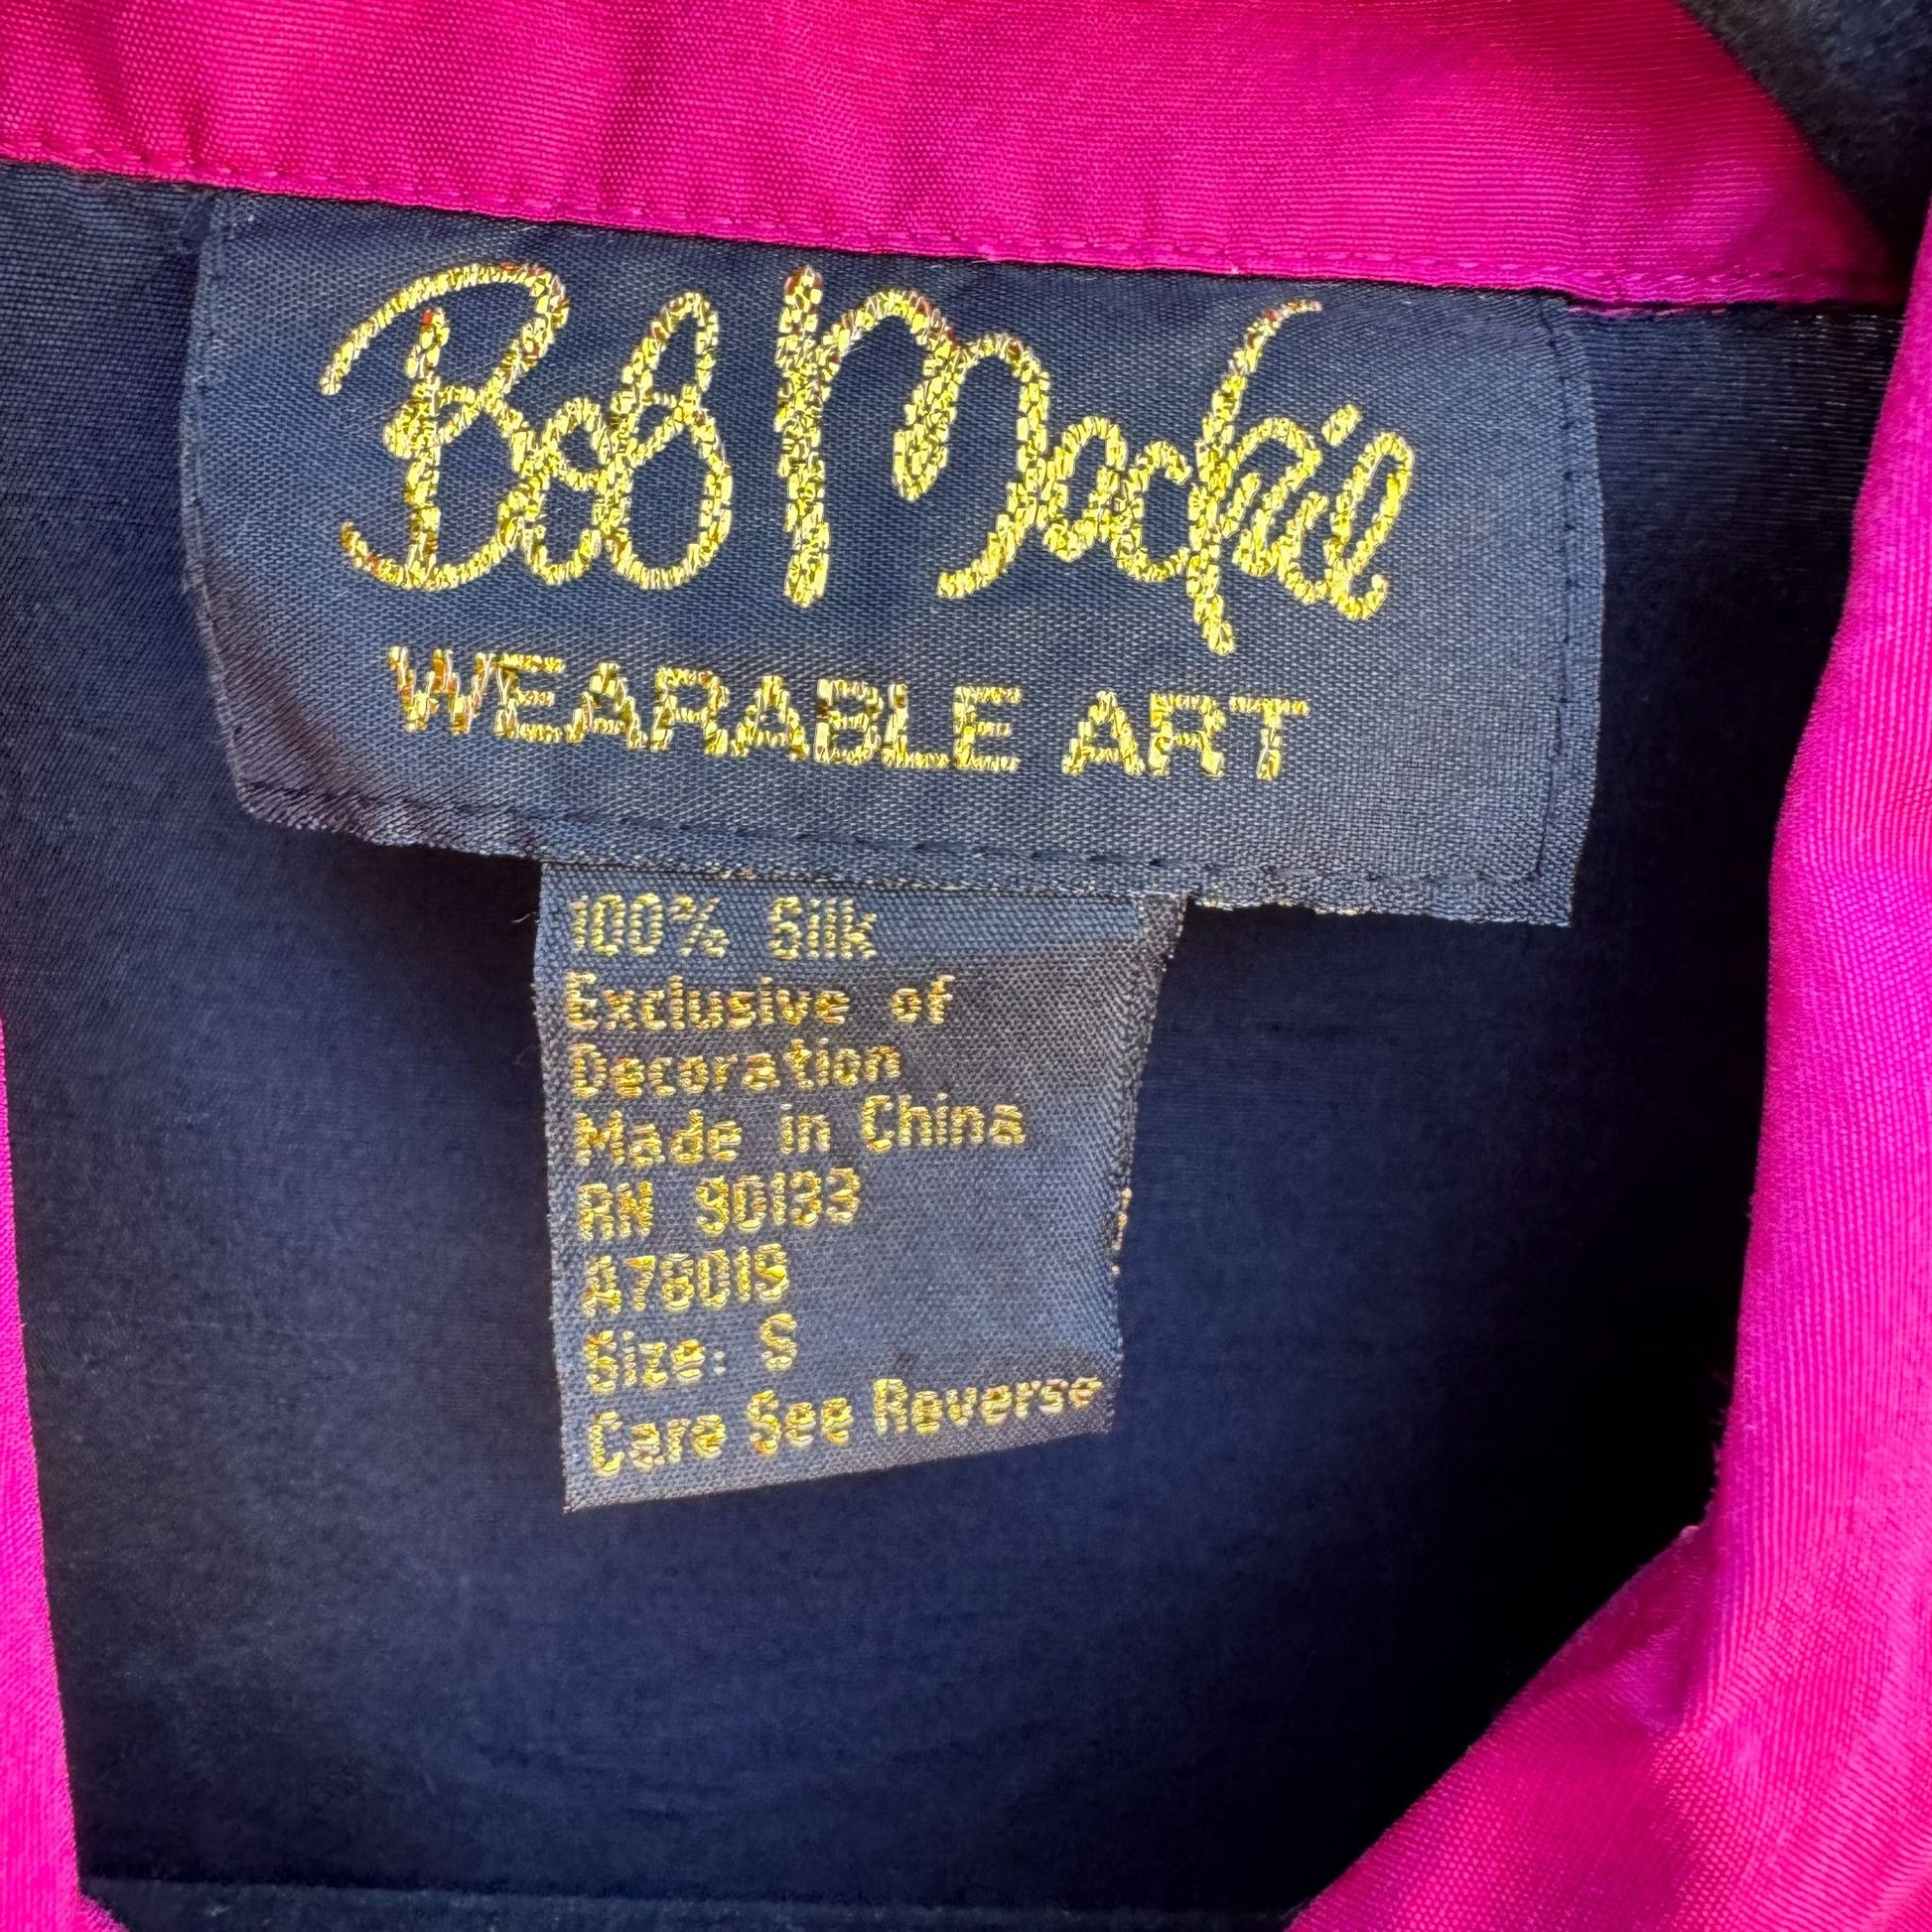 Bob Mackie
WEARABLE ART
100% Silk
Exclusive of
Decoration
Made in China
RN 90133
A78019
Size: S
Care See Reverse